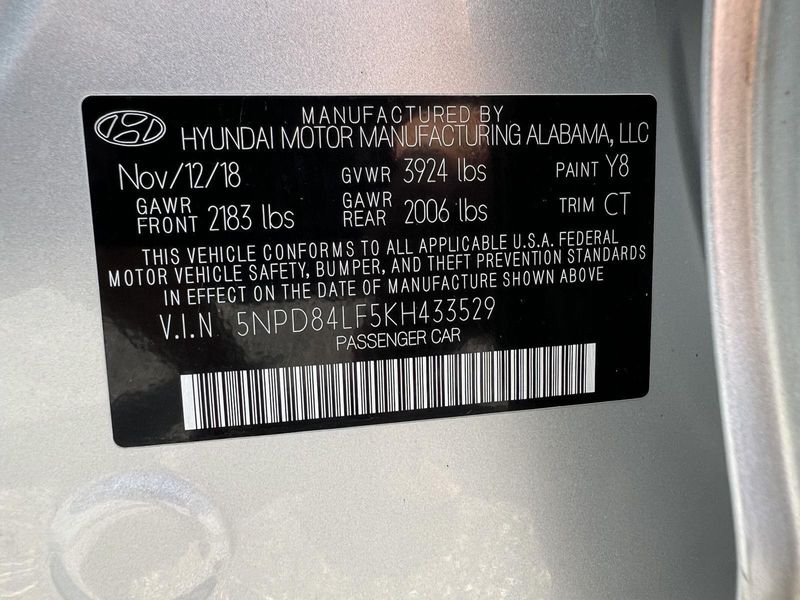 MANUFACTURED BY
HYUNDAI MOTOR MANUFACTURING ALABAMA, LLC
Nov/12/18 GVWR 3924 lbs PAINT Y8
GAWR FRONT 2183 lbs GAWR REAR 2006 lbs TRIM CT
THIS VEHICLE CONFORMS TO ALL APPLICABLE U.S.A. FEDERAL
MOTOR VEHICLE SAFETY, BUMPER, AND THEFT PREVENTION STANDARDS
IN EFFECT ON THE DATE OF MANUFACTURE SHOWN ABOVE
V.I.N 5NPD84LF5KH433529
PASSENGER CAR